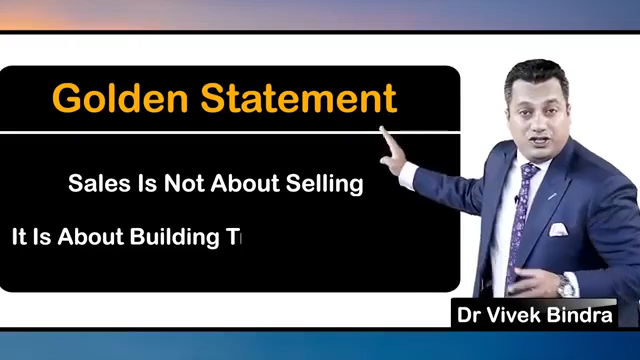 Golden Statement
Sales Is Not About Selling
It Is About Building
Dr Vivek Bindra